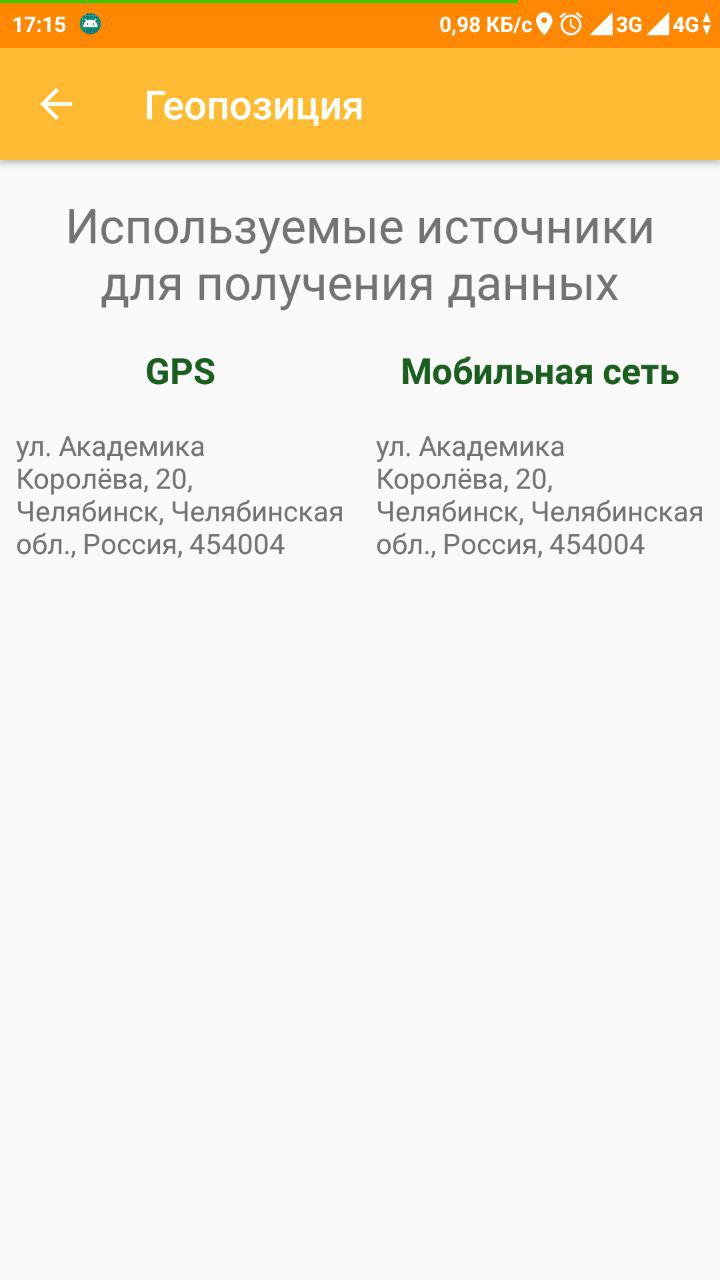 17:15 0,98 КБ/с 3G 4G
Геопозиция
Используемые источники
для получения данных
GPS
Мобильная сеть
ул. Академика
Королёва, 20,
Челябинск, Челябинская
обл., Россия, 454004
ул. Академика
Королёва, 20,
Челябинск, Челябинская
обл., Россия, 454004